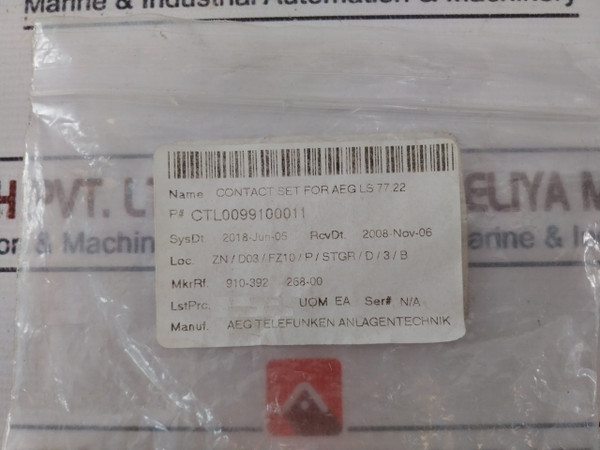 Marine & Industrial Automation & Machinery
Name CONTACT SET FOR AEG LS 77.22
P# CTL0099100011
SysDt. 2018-Jun-05 RcvDt. 2008-Nov-06
Loc. ZN / D03 / FZ10 / P / STGR / D / 3 / B
MkrRf. 910-392 288-00
LstPrc. UOM EA Ser# N/A
Manuf. AEG TELEFUNKEN ANLAGENTECHNIK
H PVT. LT ELIYA M
or & Machin arine & In